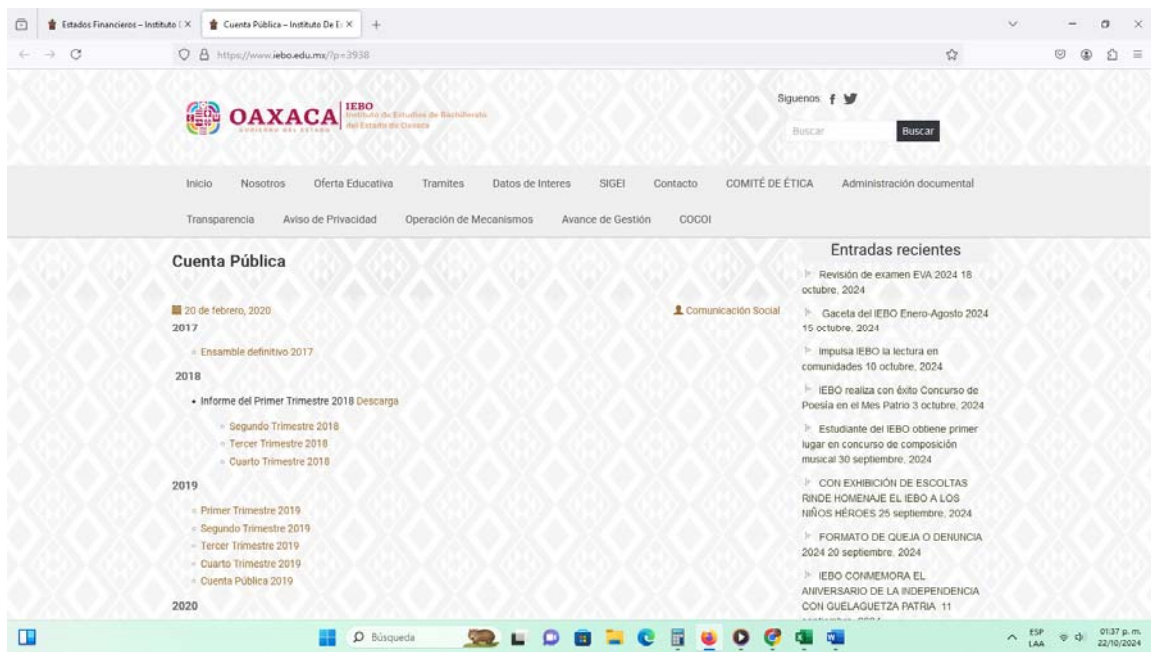 Estados Financieros – Instituto
Cuenta Pública – Instituto De E
https://www.iebo.edu.mx/?p=3938
OAXACA
GOBIERNO DEL ESTADO
IEBO
Instituto de Estudios de Bachillerato
del Estado de Oaxaca
Siguenos:
Buscar
Buscar
Inicio Nosotros Oferta Educativa Tramites Datos de Interes SIGEI Contacto COMITÉ DE ÉTICA Administración documental
Transparencia Aviso de Privacidad Operación de Mecanismos Avance de Gestión COCOI
Cuenta Pública
20 de febrero, 2020
Comunicación Social
2017
Ensamble definitivo 2017
2018
Informe del Primer Trimestre 2018 Descarga
Segundo Trimestre 2018
Tercer Trimestre 2018
Cuarto Trimestre 2018
2019
Primer Trimestre 2019
Segundo Trimestre 2019
Tercer Trimestre 2019
Cuarto Trimestre 2019
Cuenta Pública 2019
2020
Entradas recientes
Revisión de examen EVA 2024 18
octubre, 2024
Gaceta del IEBO Enero-Agosto 2024
15 octubre, 2024
Impulsa IEBO la lectura en
comunidades 10 octubre, 2024
IEBO realiza con éxito Concurso de
Poesía en el Mes Patrio 3 octubre, 2024
Estudiante del IEBO obtiene primer
lugar en concurso de composición
musical 30 septiembre, 2024
CON EXHIBICIÓN DE ESCOLTAS
RINDE HOMENAJE EL IEBO A LOS
NIÑOS HÉROES 25 septiembre, 2024
FORMATO DE QUEJA O DENUNCIA
2024 20 septiembre, 2024
IEBO CONMEMORA EL
ANIVERSARIO DE LA INDEPENDENCIA
CON GUELAGUETZA PATRIA 11
septiembre, 2024
Búsqueda
ESP
LAA
01:37 p. m.
22/10/2024